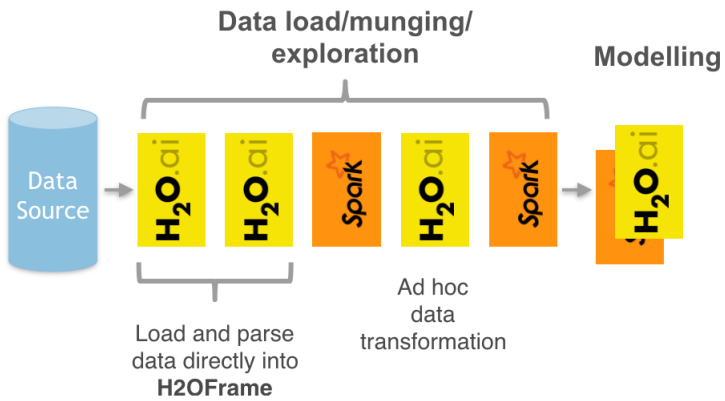 Data load/munging/
exploration
Modelling
Data
Source
H2O.ai
H2O.ai
Spark
H2O.ai
Spark
H2O.ai
Load and parse
data directly into
H2OFrame
Ad hoc
data
transformation